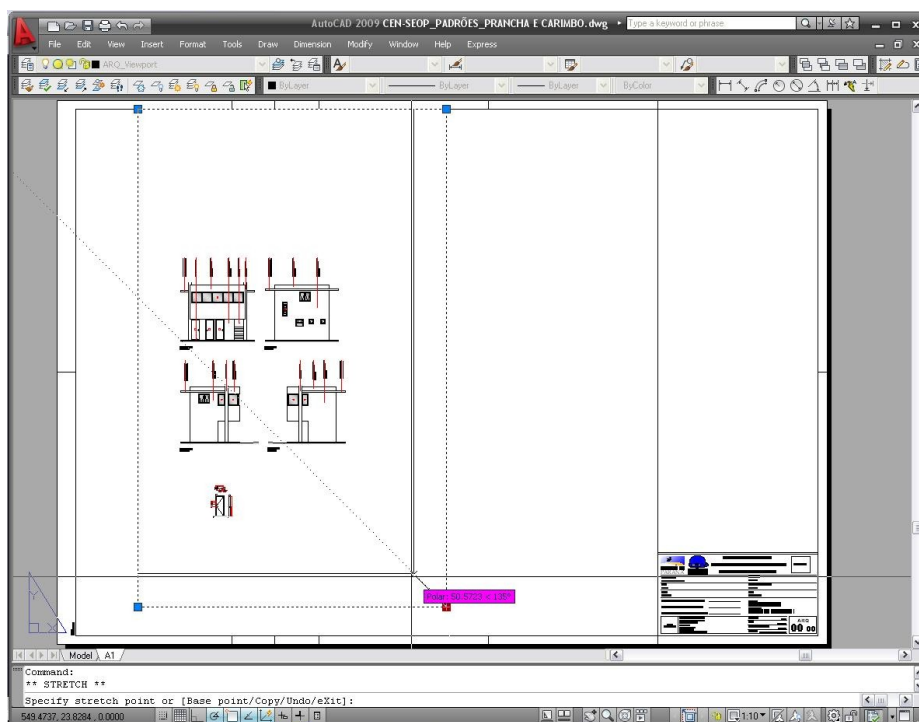 AutoCAD 2009 CEN-SEOP_PADRÕES_PRANCHA E CARIMBO.dwg Type a keyword or phrase
File Edit View Insert Format Tools Draw Dimension Modify Window Help Express
ARQ_Viewport
ByLayer ByLayer ByLayer ByColor
Polar: 50.5723 < 135°
Y
X
ARQ
00 00
Model A1
Command:
** STRETCH **
Specify stretch point or [Base point/Copy/Undo/eXit]:
549.4737, 23.8284, 0.0000 1:10